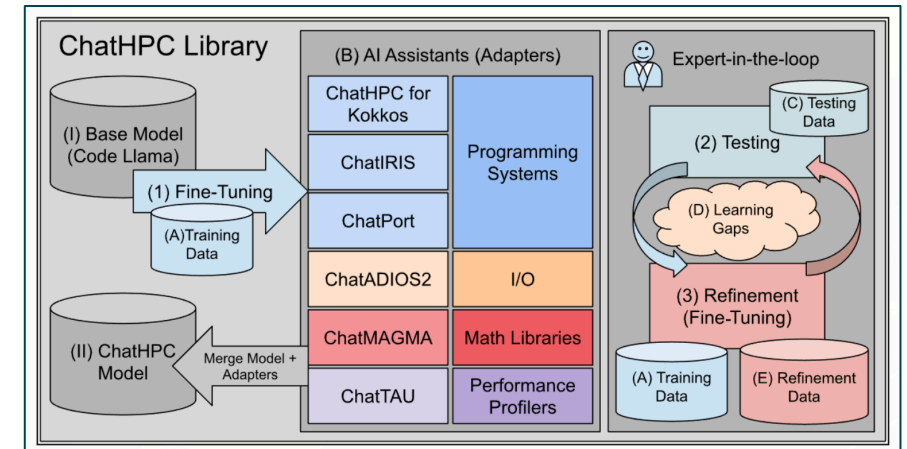 ChatHPC Library
(I) Base Model
(Code Llama)
(1) Fine-Tuning
(A)Training
Data
(II) ChatHPC
Model
Merge Model +
Adapters
(B) AI Assistants (Adapters)
ChatHPC for
Kokkos
ChatIRIS
ChatPort
Programming
Systems
ChatADIOS2
I/O
ChatMAGMA
Math Libraries
ChatTAU
Performance
Profilers
Expert-in-the-loop
(C) Testing
Data
(2) Testing
(D) Learning
Gaps
(3) Refinement
(Fine-Tuning)
(A) Training
Data
(E) Refinement
Data